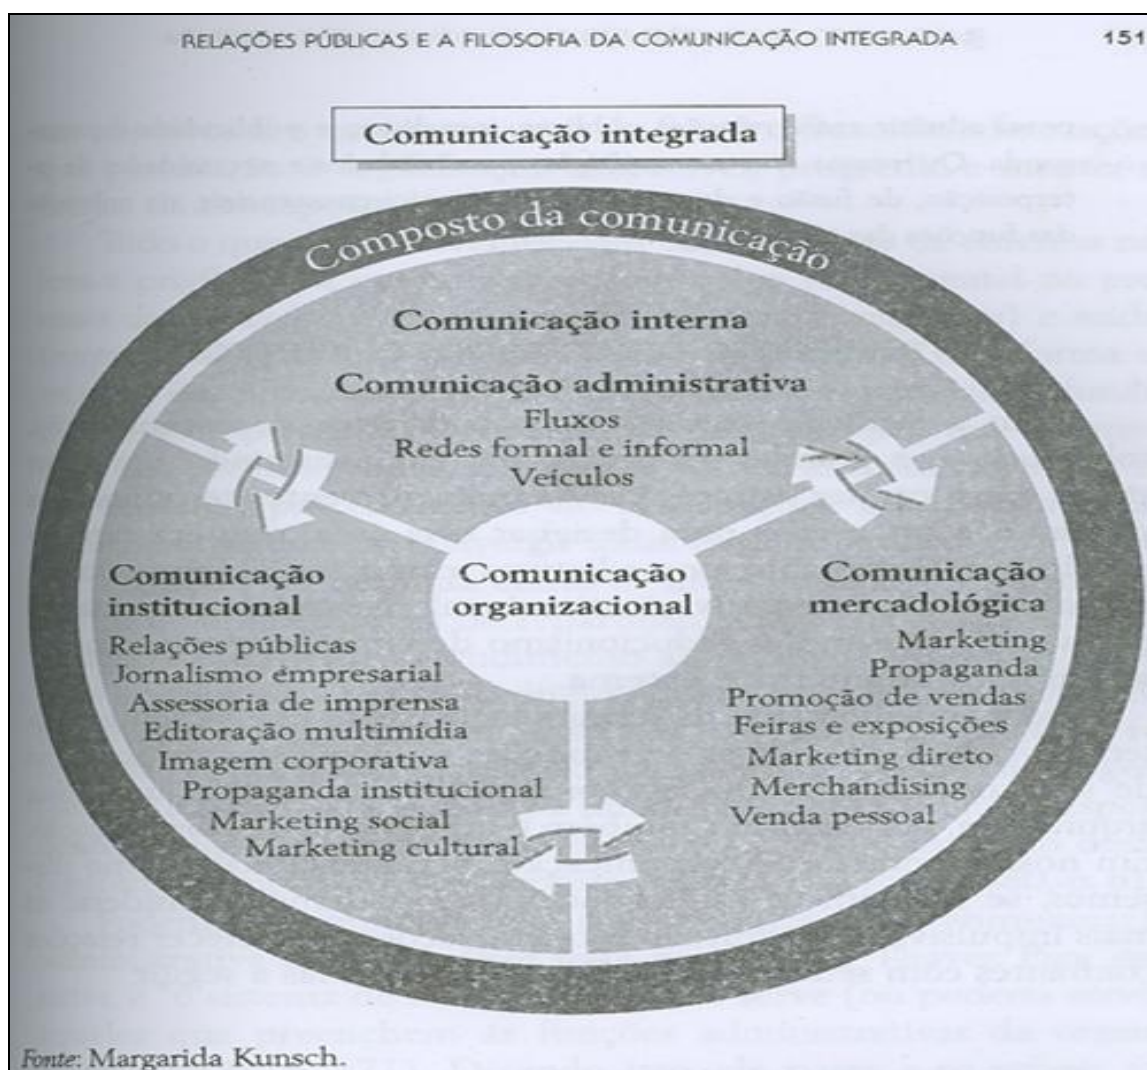 RELAÇÕES PÚBLICAS E A FILOSOFIA DA COMUNICAÇÃO INTEGRADA 151
Comunicação integrada
Composto da comunicação
Comunicação interna
Comunicação administrativa
Fluxos
Redes formal e informal
Veículos
Comunicação organizacional
Comunicação
institucional
Relações públicas
Jornalismo empresarial
Assessoria de imprensa
Editoração multimídia
Imagem corporativa
Propaganda institucional
Marketing social
Marketing cultural
Comunicação
mercadológica
Marketing
Propaganda
Promoção de vendas
Feiras e exposições
Marketing direto
Merchandising
Venda pessoal
Fonte: Margarida Kunsch.